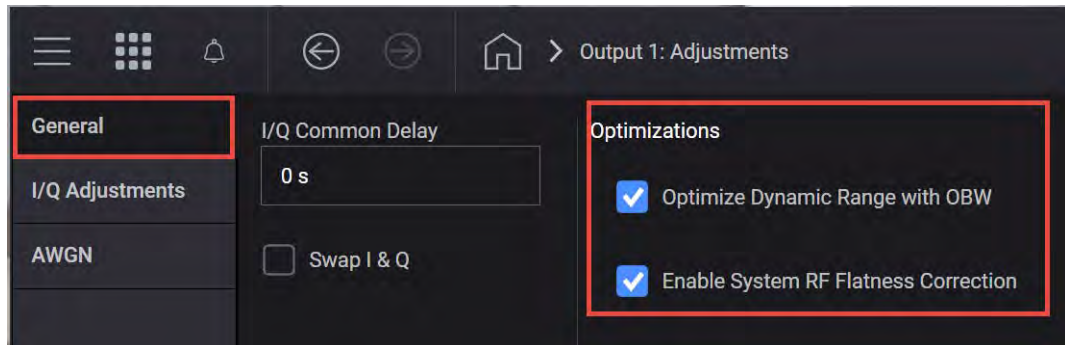 Output 1: Adjustments
General
I/Q Adjustments
AWGN
I/Q Common Delay
0 s
Swap I & Q
Optimizations
Optimize Dynamic Range with OBW
Enable System RF Flatness Correction